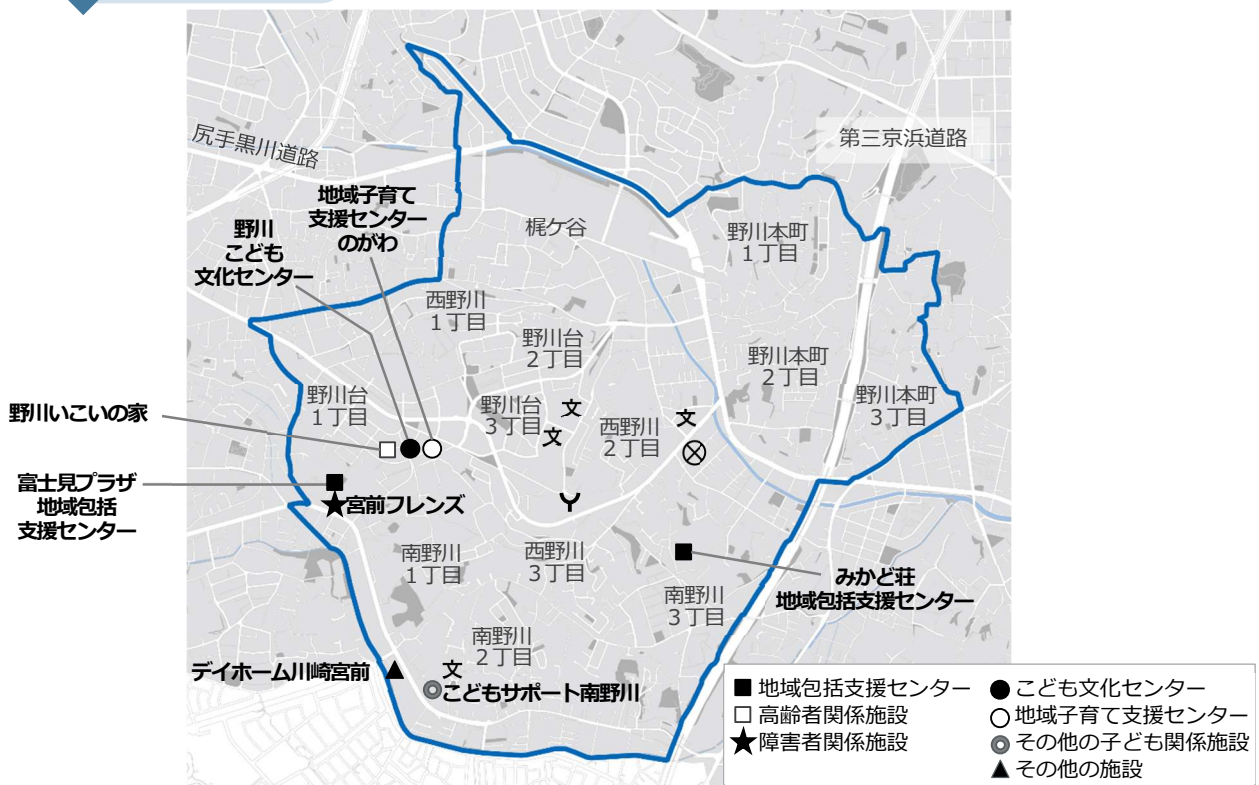 尻手黒川道路
第三京浜道路
地域子育て
支援センター
のがわ
野川
こども
文化センター
梶ケ谷
野川本町
１丁目
西野川
１丁目
野川台
２丁目
野川本町
２丁目
野川本町
３丁目
野川台
１丁目
野川台
３丁目
文
文
西野川
２丁目
文
野川いこいの家
富士見プラザ
地域包括
支援センター
宮前フレンズ
南野川
１丁目
西野川
３丁目
みかど荘
地域包括支援センター
南野川
３丁目
南野川
２丁目
デイホーム川崎宮前
文
こどもサポート南野川
地域包括支援センター
高齢者関係施設
障害者関係施設
こども文化センター
地域子育て支援センター
その他の子ども関係施設
その他の施設